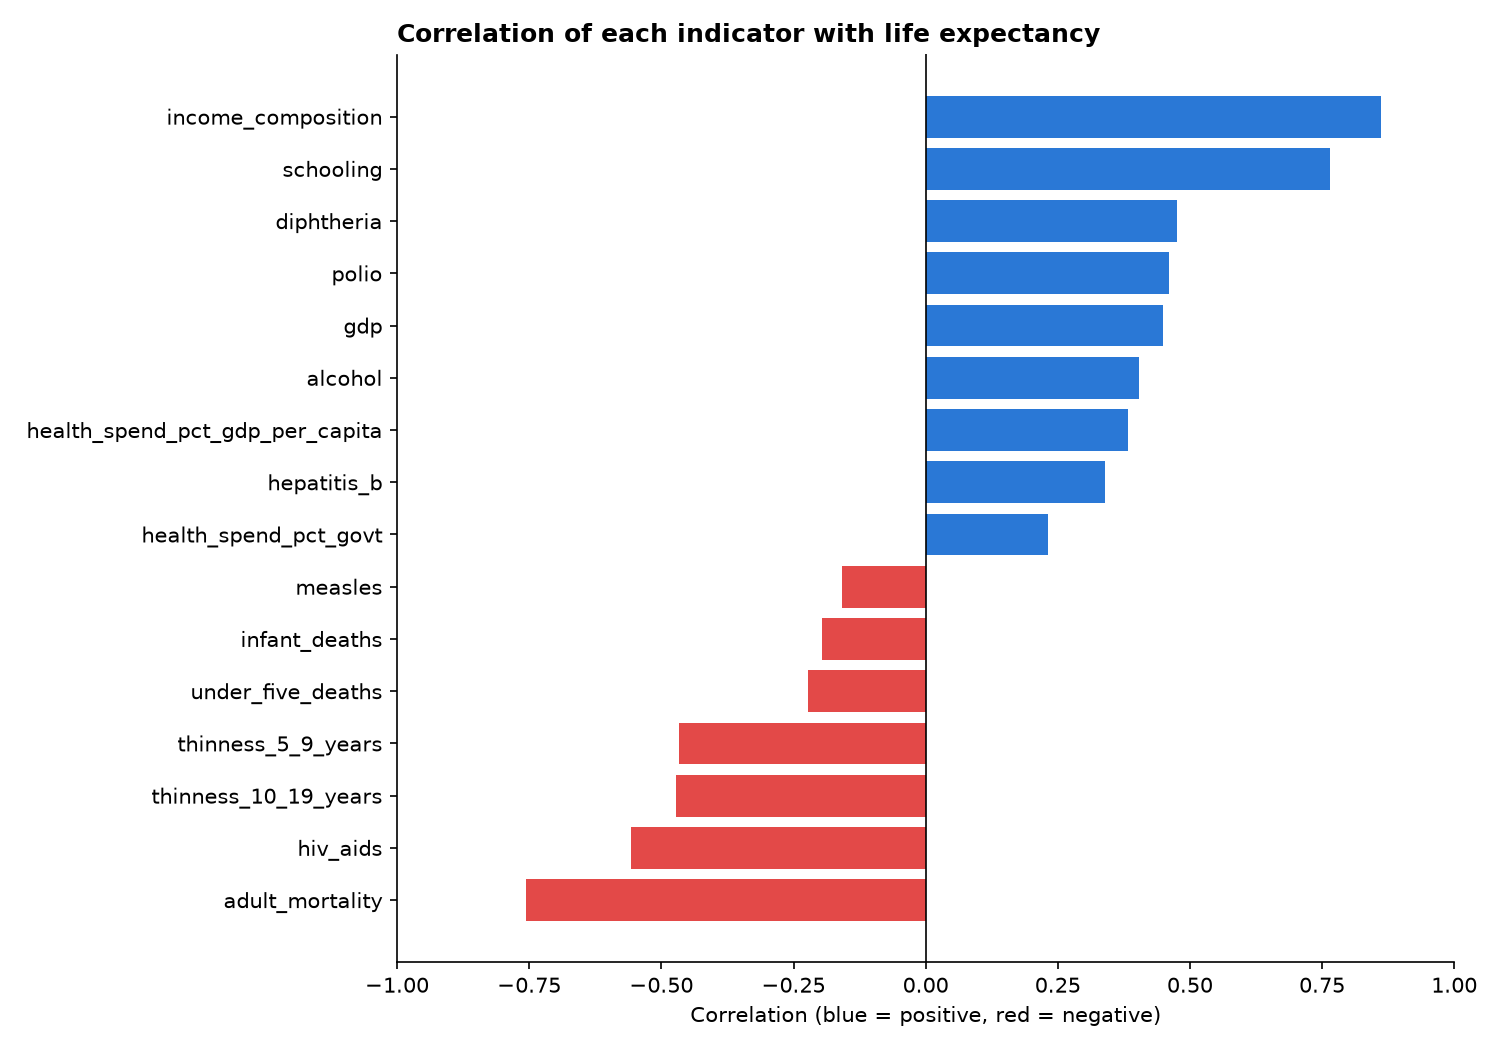 Correlation of each indicator with life expectancy
income_composition
schooling
diphtheria
polio
gdp
alcohol
health_spend_pct_gdp_per_capita
hepatitis_b
health_spend_pct_govt
measles
infant_deaths
under_five_deaths
thinness_5_9_years
thinness_10_19_years
hiv_aids
adult_mortality
−1.00 −0.75 −0.50 −0.25 0.00 0.25 0.50 0.75 1.00
Correlation (blue = positive, red = negative)